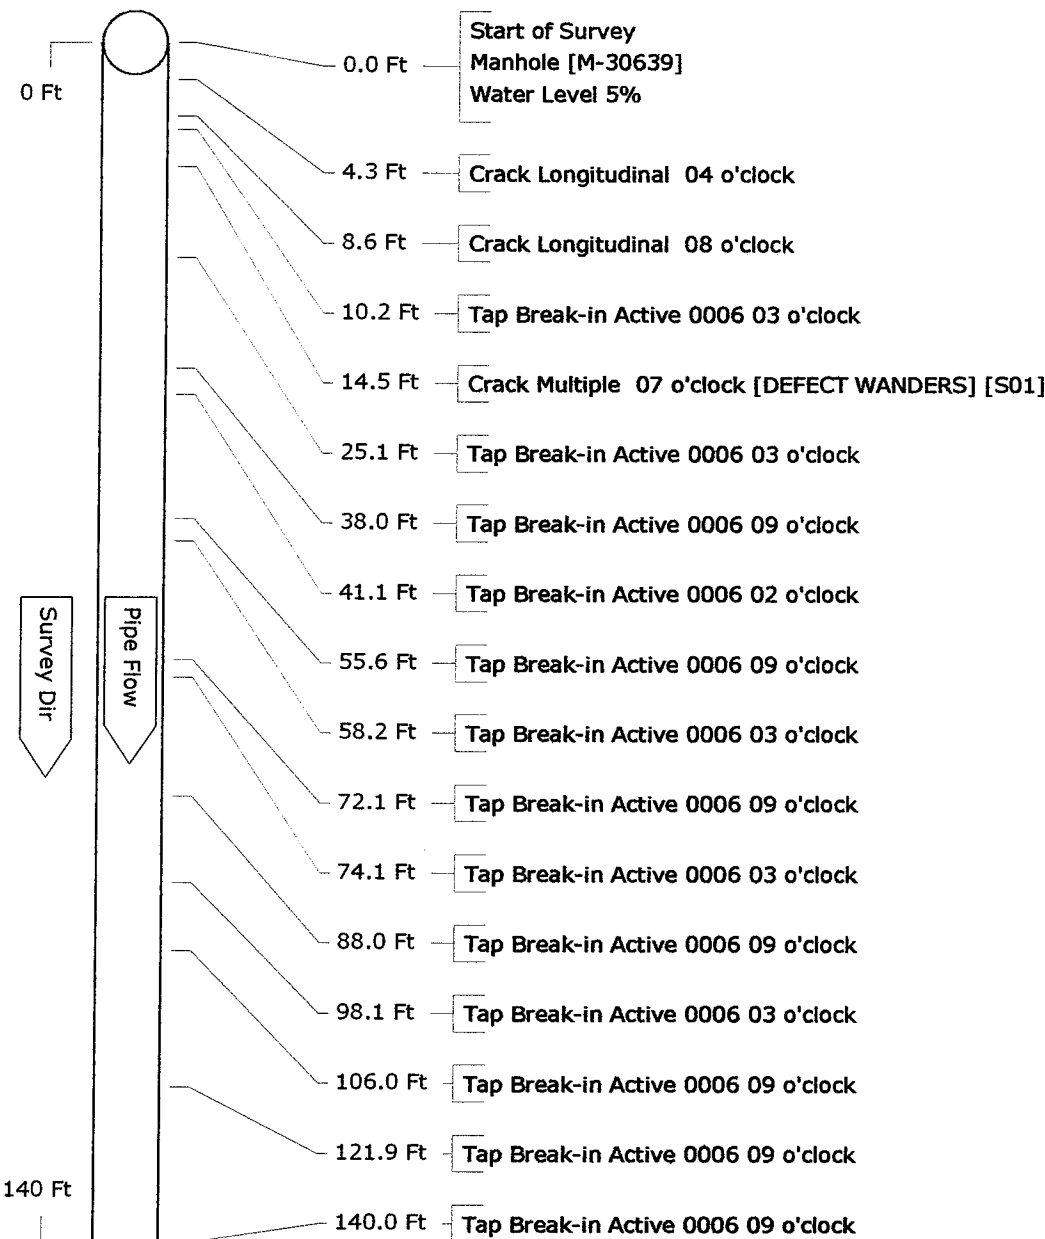 Start of Survey
0.0 Ft Manhole [M-30639]
0 Ft Water Level 5%
4.3 Ft Crack Longitudinal 04 o'clock
8.6 Ft Crack Longitudinal 08 o'clock
10.2 Ft Tap Break-in Active 0006 03 o'clock
14.5 Ft Crack Multiple 07 o'clock [DEFECT WANDERS] [S01]
25.1 Ft Tap Break-in Active 0006 03 o'clock
38.0 Ft Tap Break-in Active 0006 09 o'clock
41.1 Ft Tap Break-in Active 0006 02 o'clock
55.6 Ft Tap Break-in Active 0006 09 o'clock
58.2 Ft Tap Break-in Active 0006 03 o'clock
72.1 Ft Tap Break-in Active 0006 09 o'clock
74.1 Ft Tap Break-in Active 0006 03 o'clock
88.0 Ft Tap Break-in Active 0006 09 o'clock
98.1 Ft Tap Break-in Active 0006 03 o'clock
106.0 Ft Tap Break-in Active 0006 09 o'clock
121.9 Ft Tap Break-in Active 0006 09 o'clock
140.0 Ft Tap Break-in Active 0006 09 o'clock
Survey Dir
Pipe Flow
140 Ft